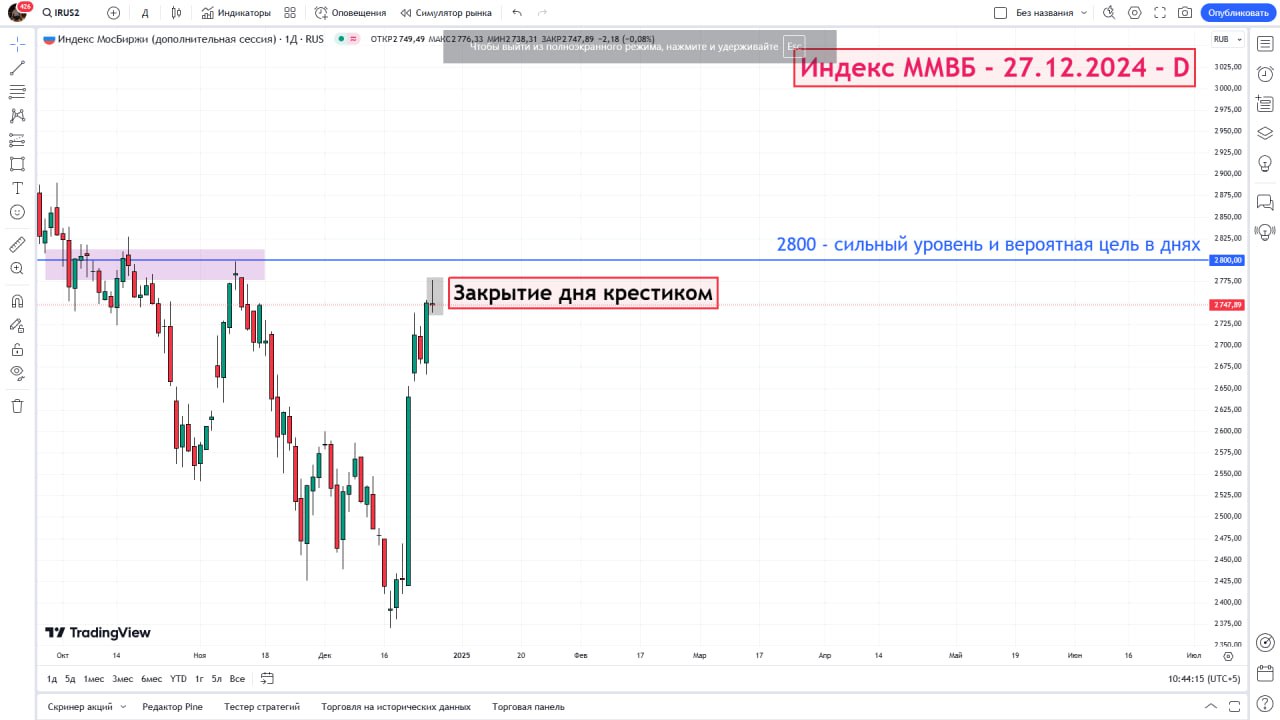 426
IRUS2
Д
Индикаторы
Оповещения
Симулятор рынка
Без названия
Опубликовать
Индекс МосБиржи (дополнительная сессия) · 1Д · RUS
ОТКР2 749,49 МАКС2 776,33 МИН2 738,31 ЗАКР2 747,89 −2,18 (−0,08%)
Чтобы выйти из полноэкранного режима, нажмите и удерживайте Esc
RUB
Индекс ММВБ - 27.12.2024 - D
3 025,00
3 000,00
2 975,00
2 950,00
2 925,00
2 900,00
2 875,00
2 850,00
2 825,00
2800 - сильный уровень и вероятная цель в днях
2 800,00
2 775,00
Закрытие дня крестиком
2 747,89
2 725,00
2 700,00
2 675,00
2 650,00
2 625,00
2 600,00
2 575,00
2 550,00
2 525,00
2 500,00
2 475,00
2 450,00
2 425,00
2 400,00
2 375,00
2 350,00
TradingView
Окт 14 Ноя 18 Дек 16 2025 20 Фев 17 Мар 17 Апр 14 Май 19 Июн 16 Июл
1д 5д 1мес 3мес 6мес YTD 1г 5л Все
10:44:15 (UTC+5)
Скринер акций Редактор Pine Тестер стратегий Торговля на исторических данных Торговая панель